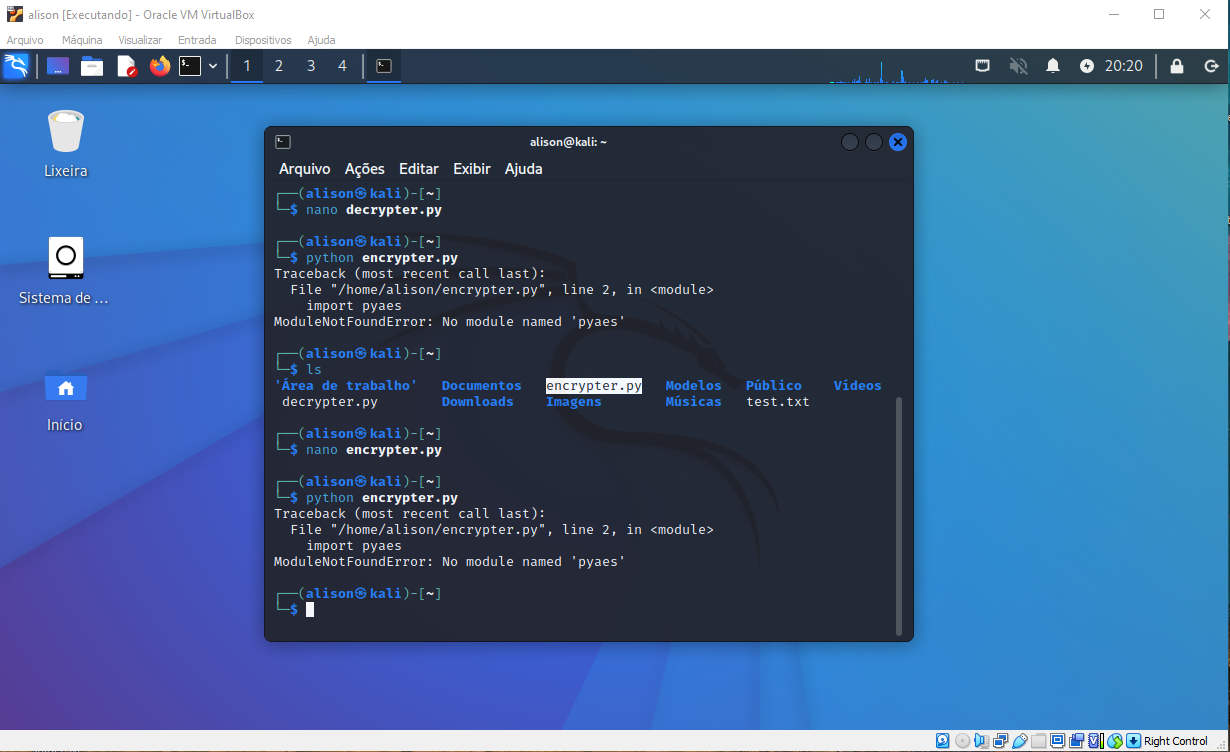 alison [Executando] - Oracle VM VirtualBox
Arquivo Máquina Visualizar Entrada Dispositivos Ajuda
1 2 3 4 20:20
Lixeira
Sistema de ...
Início
alison@kali: ~
Arquivo Ações Editar Exibir Ajuda
┌──(alison㉿kali)-[~]
└─$ nano decrypter.py
┌──(alison㉿kali)-[~]
└─$ python encrypter.py
Traceback (most recent call last):
File "/home/alison/encrypter.py", line 2, in <module>
import pyaes
ModuleNotFoundError: No module named 'pyaes'
┌──(alison㉿kali)-[~]
└─$ ls
'Área de trabalho' Documentos encrypter.py Modelos Público Vídeos
decrypter.py Downloads Imagens Músicas test.txt
┌──(alison㉿kali)-[~]
└─$ nano encrypter.py
┌──(alison㉿kali)-[~]
└─$ python encrypter.py
Traceback (most recent call last):
File "/home/alison/encrypter.py", line 2, in <module>
import pyaes
ModuleNotFoundError: No module named 'pyaes'
┌──(alison㉿kali)-[~]
└─$
Right Control